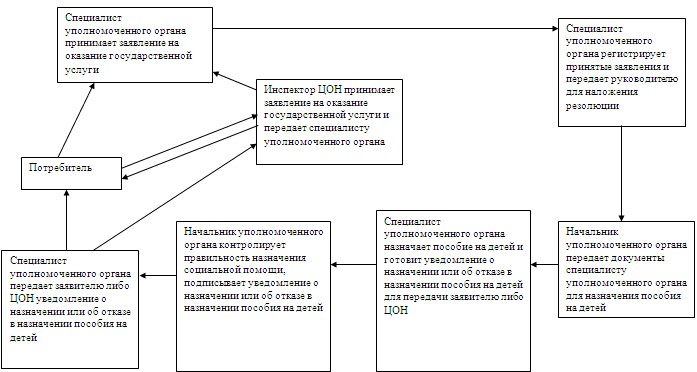 Специалист
уполномоченного органа
принимает заявление на
оказание государственной
услуги
Специалист
уполномоченного
органа регистрирует
принятые заявления и
передает руководителю
для наложения
резолюции
Инспектор ЦОН принимает
заявление на оказание
государственной услуги и
передает специалисту
уполномоченного органа
Потребитель
Специалист
уполномоченного органа
передает заявителю либо
ЦОН уведомление о
назначении или об отказе
в назначении пособия на
детей
Начальник уполномоченного
органа контролирует
правильность назначения
социальной помощи,
подписывает уведомление о
назначении или об отказе в
назначении пособия на детей
Специалист
уполномоченного органа
назначает пособие на детей и
готовит уведомление о
назначении или об отказе в
назначении пособия на детей
для передачи заявителю либо
ЦОН
Начальник
уполномоченного органа
передает документы
специалисту
уполномоченного органа
для назначения пособия
на детей